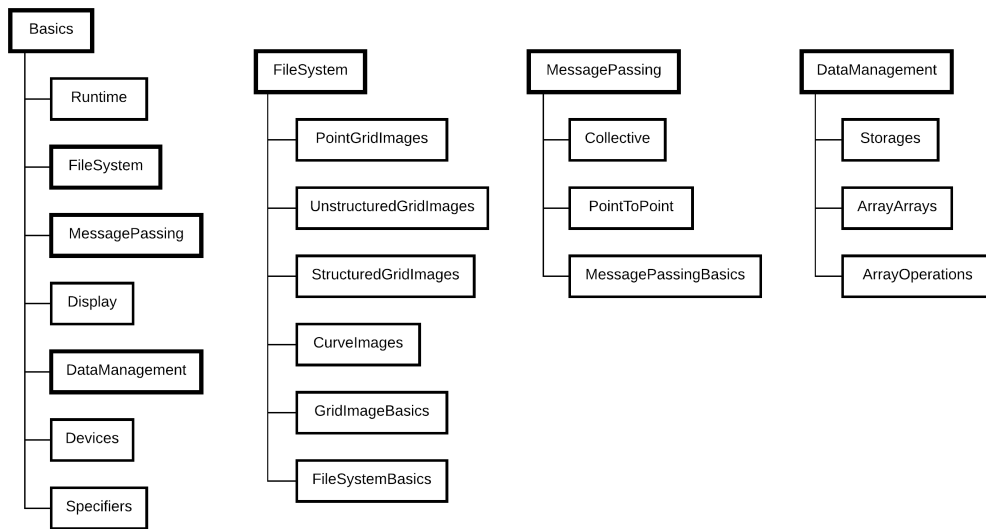 Basics
Runtime
FileSystem
MessagePassing
Display
DataManagement
Devices
Specifiers
FileSystem
PointGridImages
UnstructuredGridImages
StructuredGridImages
CurveImages
GridImageBasics
FileSystemBasics
MessagePassing
Collective
PointToPoint
MessagePassingBasics
DataManagement
Storages
ArrayArrays
ArrayOperations